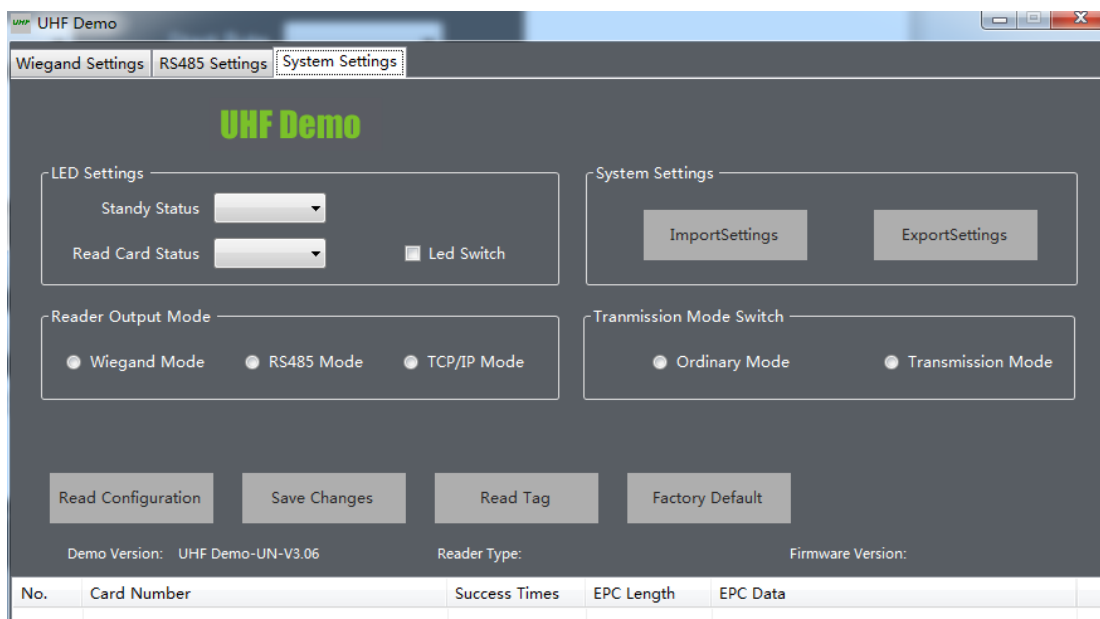 UHF UHF Demo
Wiegand Settings RS485 Settings System Settings
UHF Demo
LED Settings
Standy Status
Read Card Status
Led Switch
System Settings
ImportSettings ExportSettings
Reader Output Mode
Wiegand Mode RS485 Mode TCP/IP Mode
Tranmission Mode Switch
Ordinary Mode Transmission Mode
Read Configuration Save Changes Read Tag Factory Default
Demo Version: UHF Demo-UN-V3.06 Reader Type: Firmware Version:
No. Card Number Success Times EPC Length EPC Data